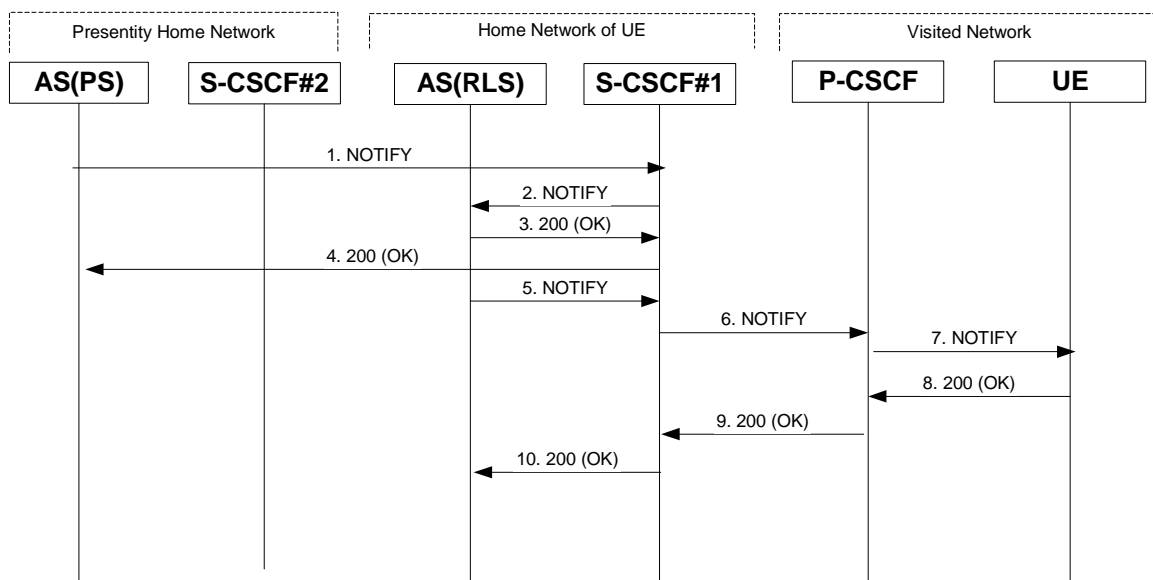 Presentity Home Network
Home Network of UE
Visited Network
AS(PS)
S-CSCF#2
AS(RLS)
S-CSCF#1
P-CSCF
UE
1. NOTIFY
2. NOTIFY
3. 200 (OK)
4. 200 (OK)
5. NOTIFY
6. NOTIFY
7. NOTIFY
8. 200 (OK)
9. 200 (OK)
10. 200 (OK)